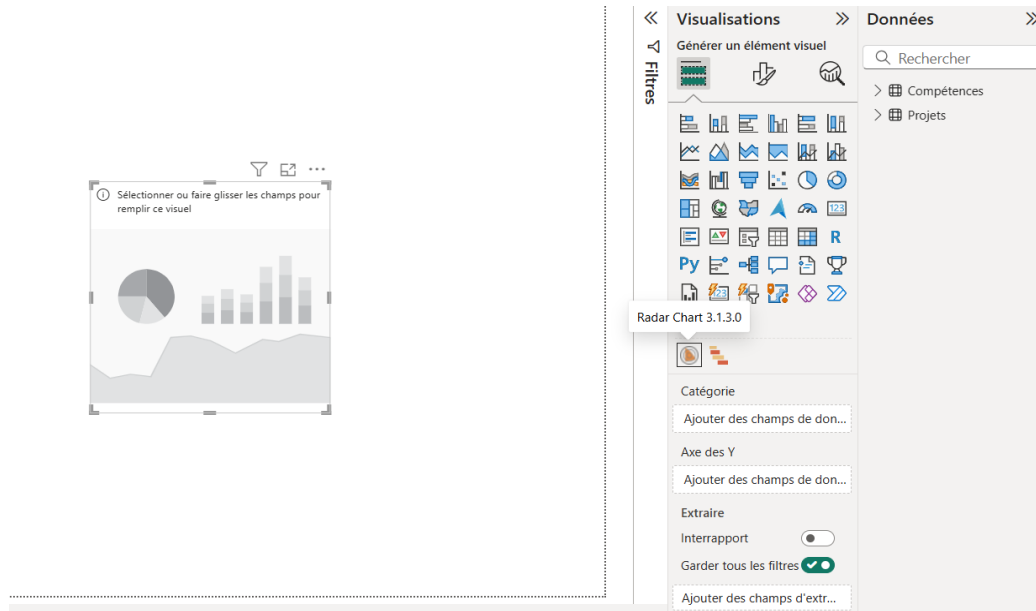 Visualisations
Données
Générer un élément visuel
Filtres
Rechercher
Compétences
Projets
Sélectionner ou faire glisser les champs pour
remplir ce visuel
123
R
Py
123
Radar Chart 3.1.3.0
Catégorie
Ajouter des champs de don...
Axe des Y
Ajouter des champs de don...
Extraire
Interrapport
Garder tous les filtres
Ajouter des champs d'extr...